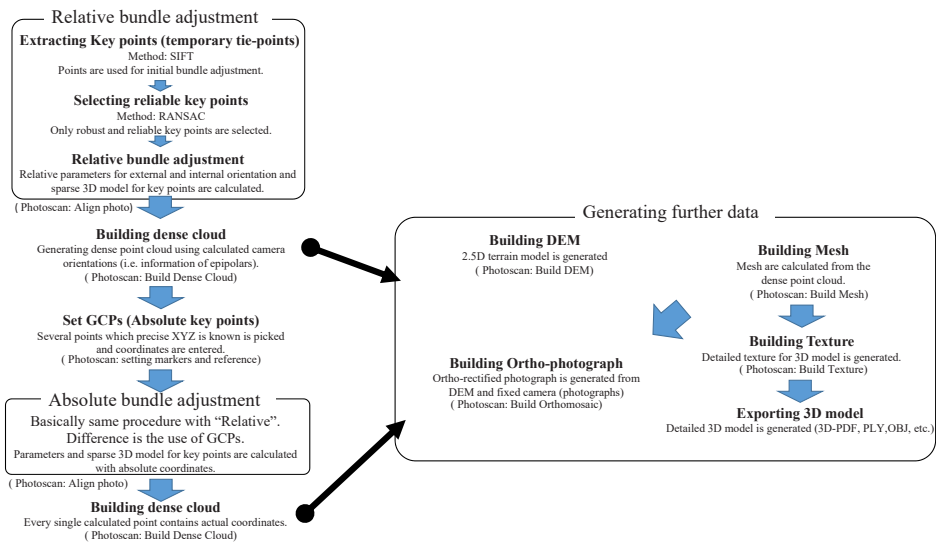 Relative bundle adjustment
Extracting Key points (temporary tie-points)
Method: SIFT
Points are used for initial bundle adjustment.
Selecting reliable key points
Method: RANSAC
Only robust and reliable key points are selected.
Relative bundle adjustment
Relative parameters for external and internal orientation and
sparse 3D model for key points are calculated.
( Photoscan: Align photo)
Building dense cloud
Generating dense point cloud using calculated camera
orientations (i.e. information of epipolars).
( Photoscan: Build Dense Cloud)
Set GCPs (Absolute key points)
Several points which precise XYZ is known is picked
and coordinates are entered.
( Photoscan: setting markers and reference)
Absolute bundle adjustment
Basically same procedure with “Relative”.
Difference is the use of GCPs.
Parameters and sparse 3D model for key points are calculated
with absolute coordinates.
( Photoscan: Align photo)
Building dense cloud
Every single calculated point contains actual coordinates.
( Photoscan: Build Dense Cloud)
Generating further data
Building DEM
2.5D terrain model is generated
( Photoscan: Build DEM)
Building Ortho-photograph
Ortho-rectified photograph is generated from
DEM and fixed camera (photographs)
( Photoscan: Build Orthomosaic)
Building Mesh
Mesh are calculated from the
dense point cloud.
( Photoscan: Build Mesh)
Building Texture
Detailed texture for 3D model is generated.
( Photoscan: Build Texture)
Exporting 3D model
Detailed 3D model is generated (3D-PDF, PLY,OBJ, etc.)